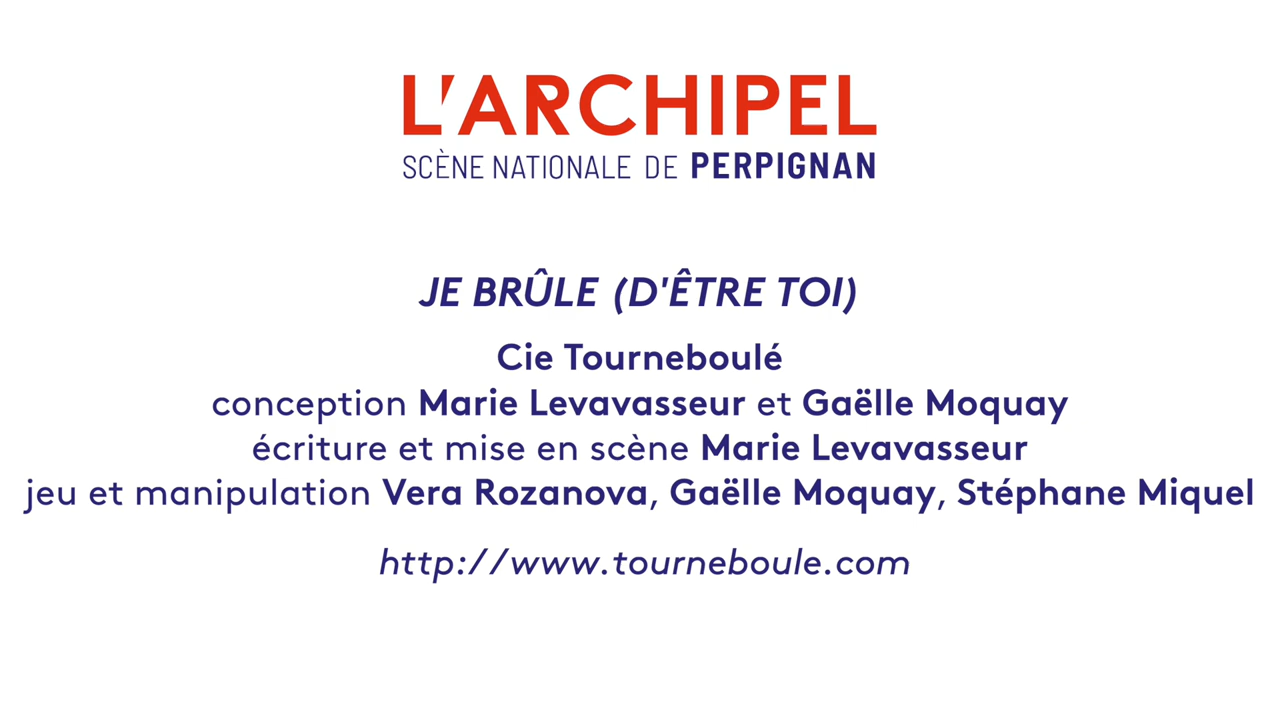 L'ARCHIPEL
SCÈNE NATIONALE DE PERPIGNAN
JE BRÛLE (D'ÊTRE TOI)
Cie Tourneboulé
conception Marie Levavasseur et Gaëlle Moquay
écriture et mise en scène Marie Levavasseur
jeu et manipulation Vera Rozanova, Gaëlle Moquay, Stéphane Miquel
http://www.tourneboule.com